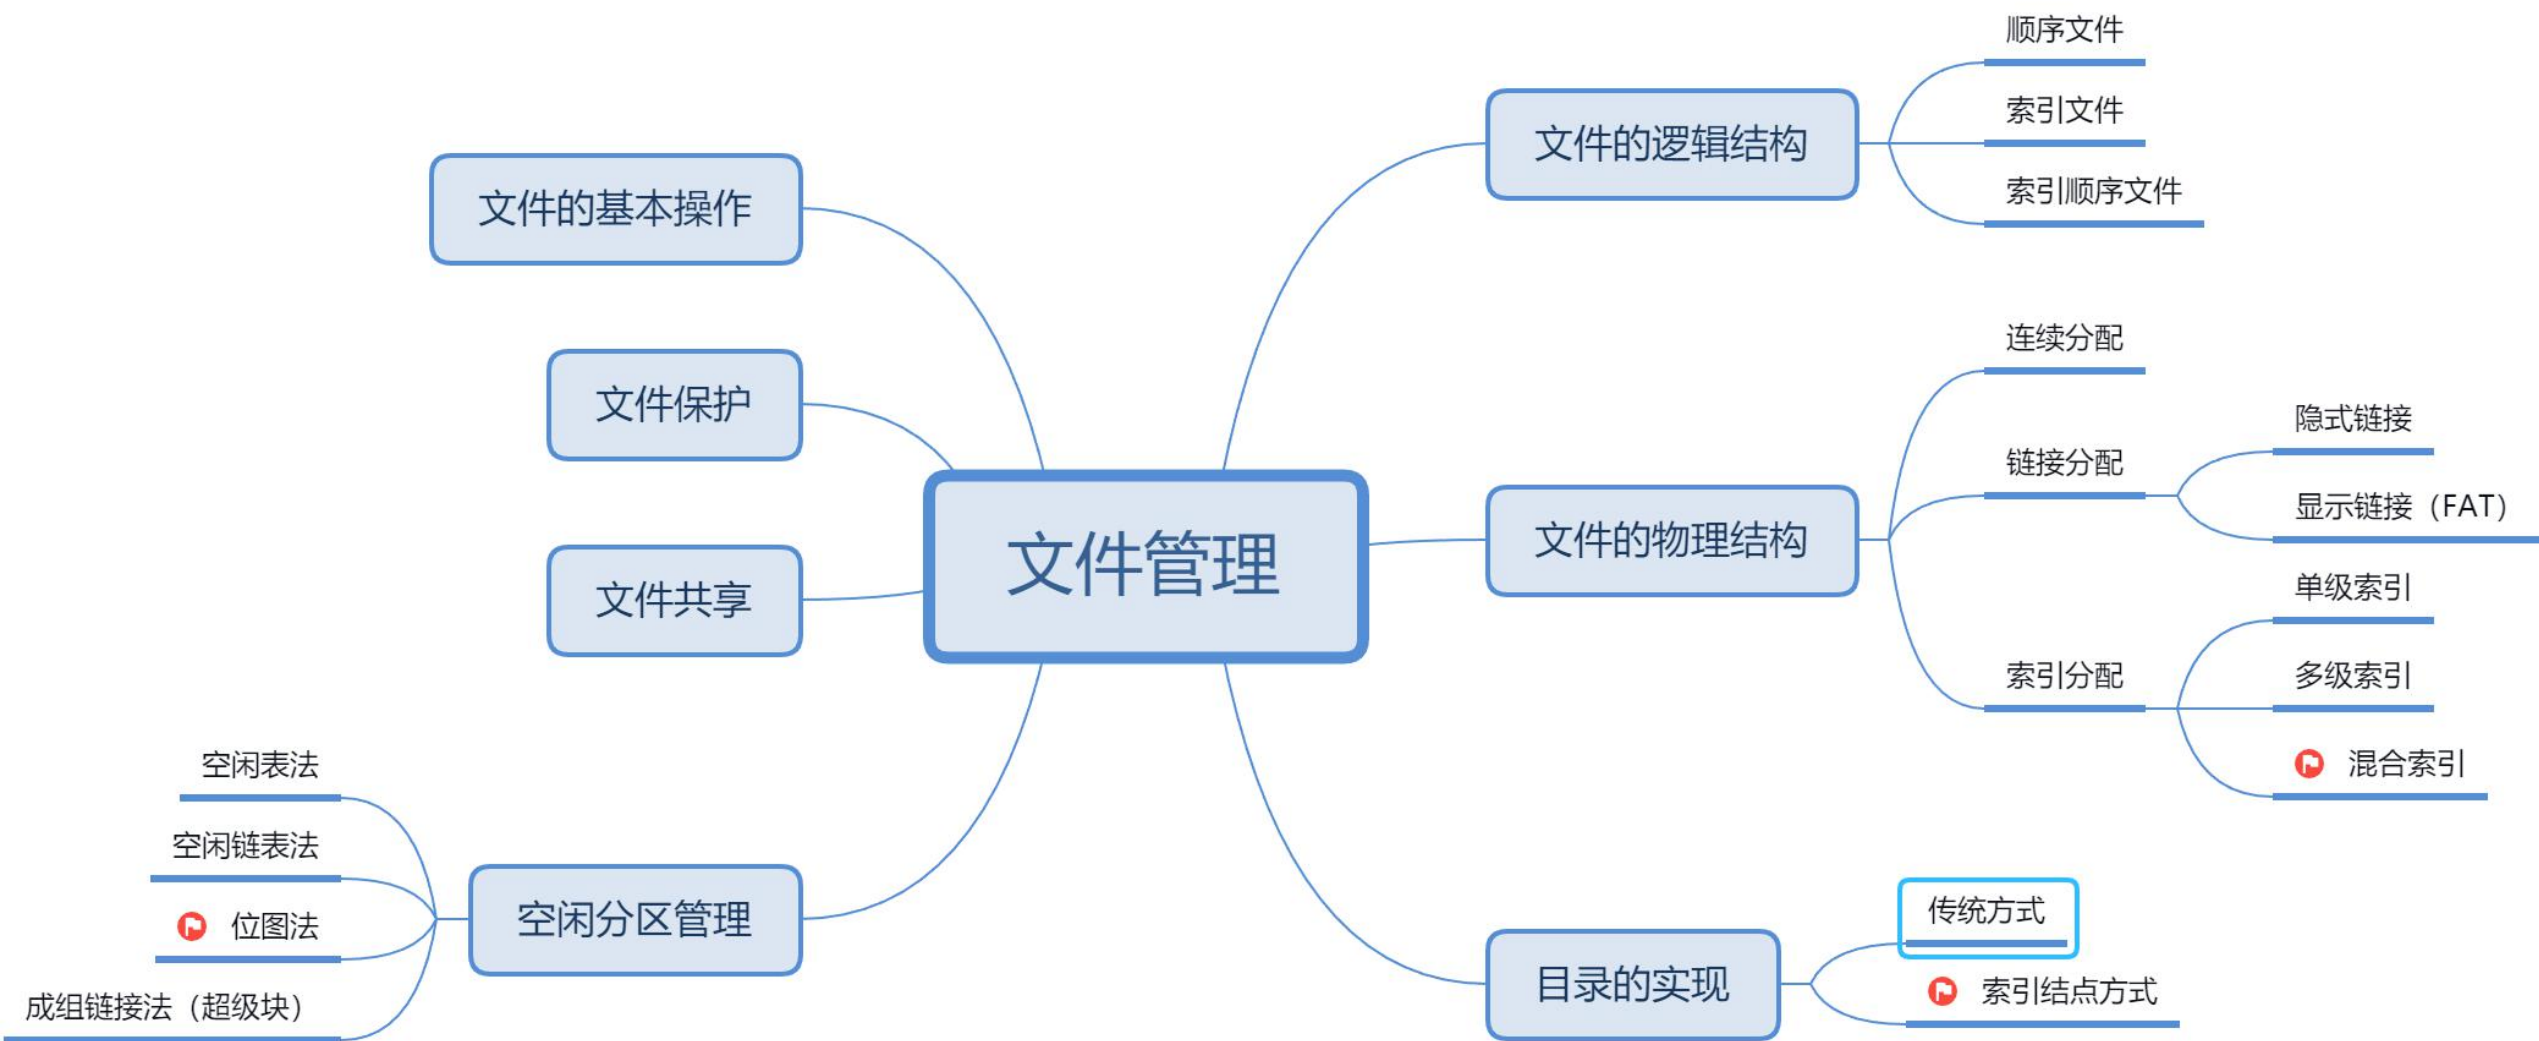 文件管理
文件的逻辑结构
顺序文件
索引文件
索引顺序文件
文件的物理结构
连续分配
链接分配
隐式链接
显示链接（FAT）
索引分配
单级索引
多级索引
混合索引
目录的实现
传统方式
索引结点方式
文件的基本操作
文件保护
文件共享
空闲分区管理
空闲表法
空闲链表法
位图法
成组链接法（超级块）